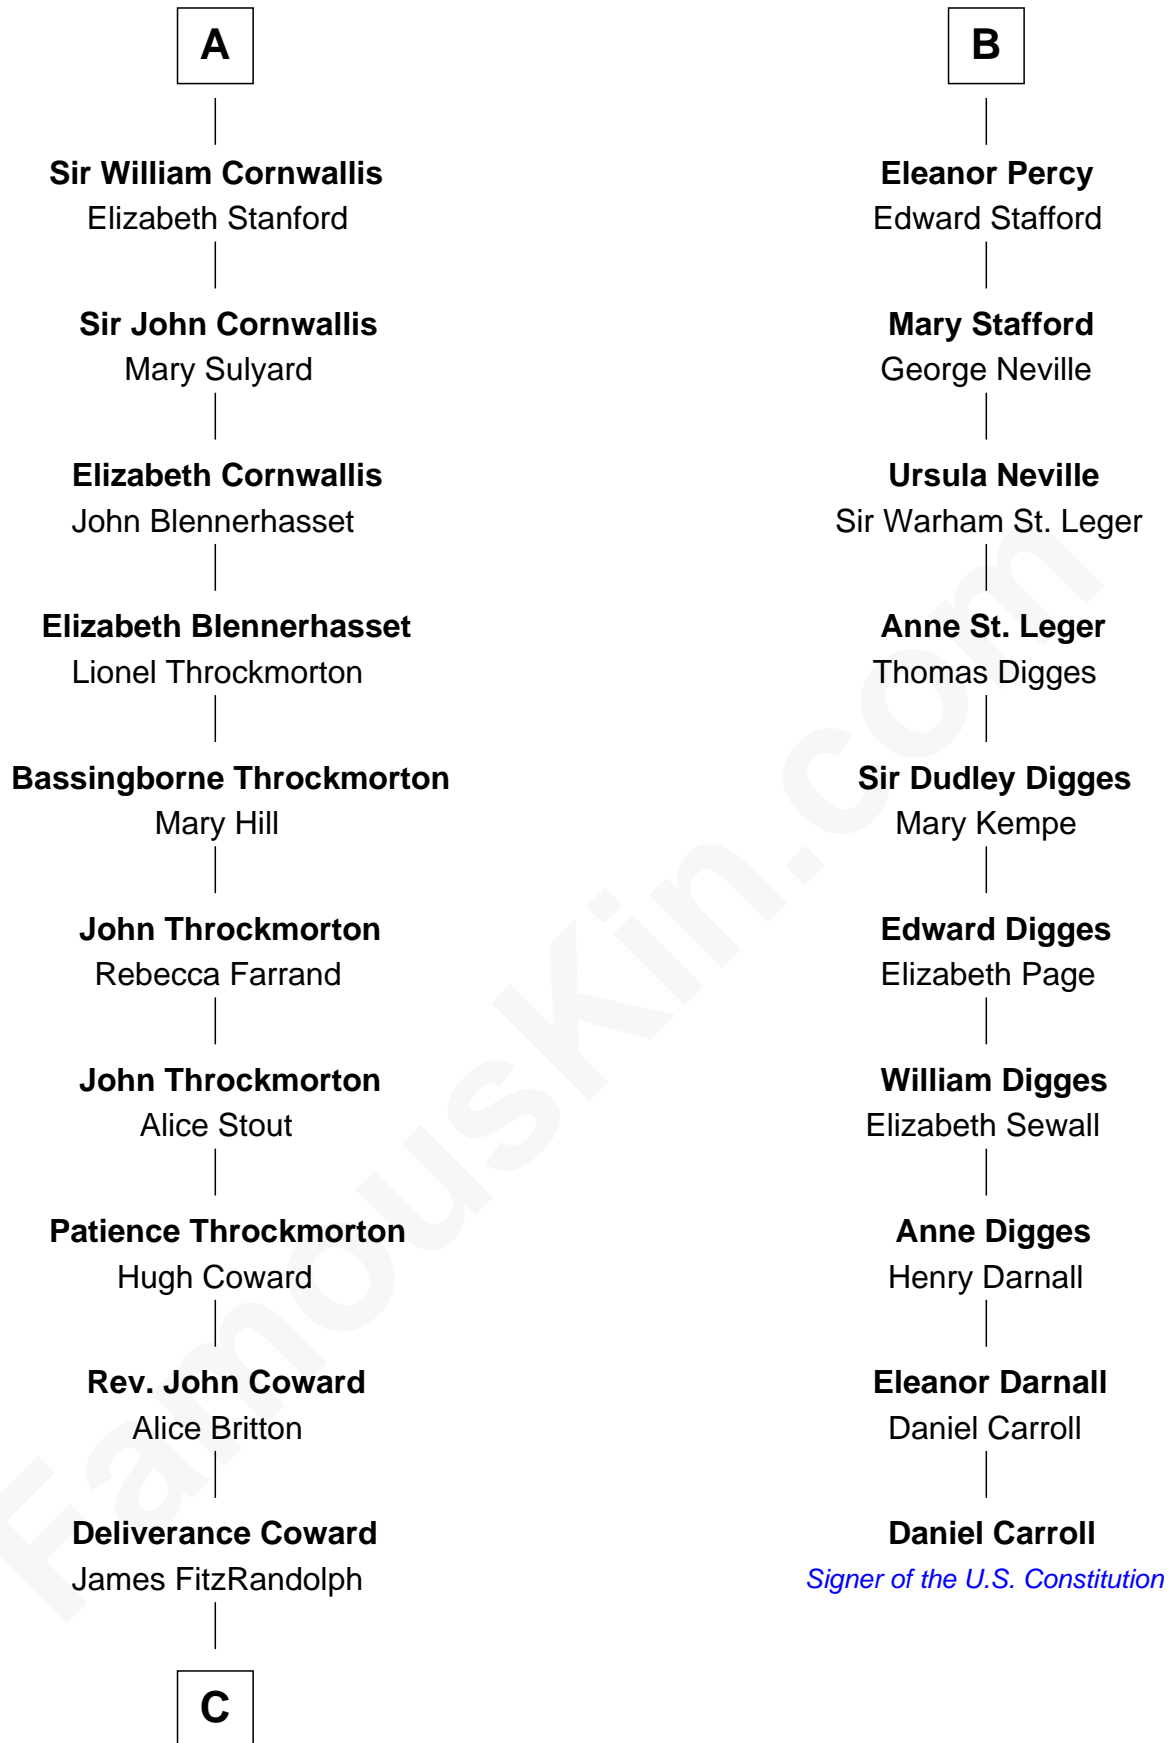 A
Sir William Cornwallis
Elizabeth Stanford
Sir John Cornwallis
Mary Sulyard
Elizabeth Cornwallis
John Blennerhasset
Elizabeth Blennerhasset
Lionel Throckmorton
Bassingborne Throckmorton
Mary Hill
John Throckmorton
Rebecca Farrand
John Throckmorton
Alice Stout
Patience Throckmorton
Hugh Coward
Rev. John Coward
Alice Britton
Deliverance Coward
James FitzRandolph
C
B
Eleanor Percy
Edward Stafford
Mary Stafford
George Neville
Ursula Neville
Sir Warham St. Leger
Anne St. Leger
Thomas Digges
Sir Dudley Digges
Mary Kempe
Edward Digges
Elizabeth Page
William Digges
Elizabeth Sewall
Anne Digges
Henry Darnall
Eleanor Darnall
Daniel Carroll
Daniel Carroll
Signer of the U.S. Constitution
FamousKin.com